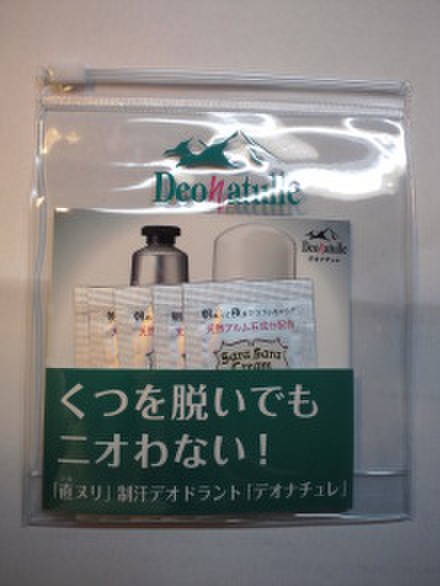 Deonatulle
Deonatulle
デオナチュレ
天然アルム石成分配合
Sara Sara
Cream
くつを脱いでも
ニオわない!
「直ヌリ」制汗デオドラント「デオナチュレ」